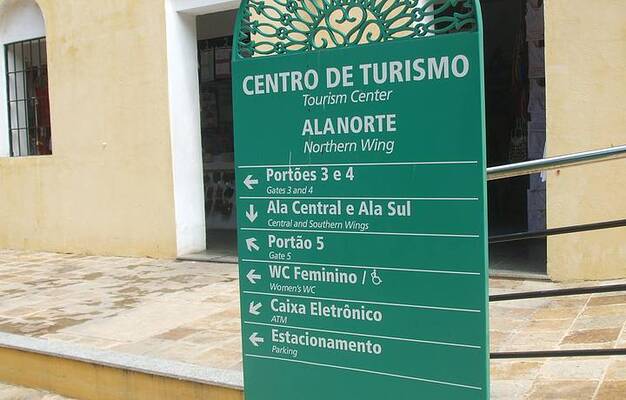 CENTRO DE TURISMO
Tourism Center
ALA NORTE
Northern Wing
Portões 3 e 4
Gates 3 and 4
Ala Central e Ala Sul
Central and Southern Wings
Portão 5
Gate 5
WC Feminino /
Women's WC
Caixa Eletrônico
ATM
Estacionamento
Parking